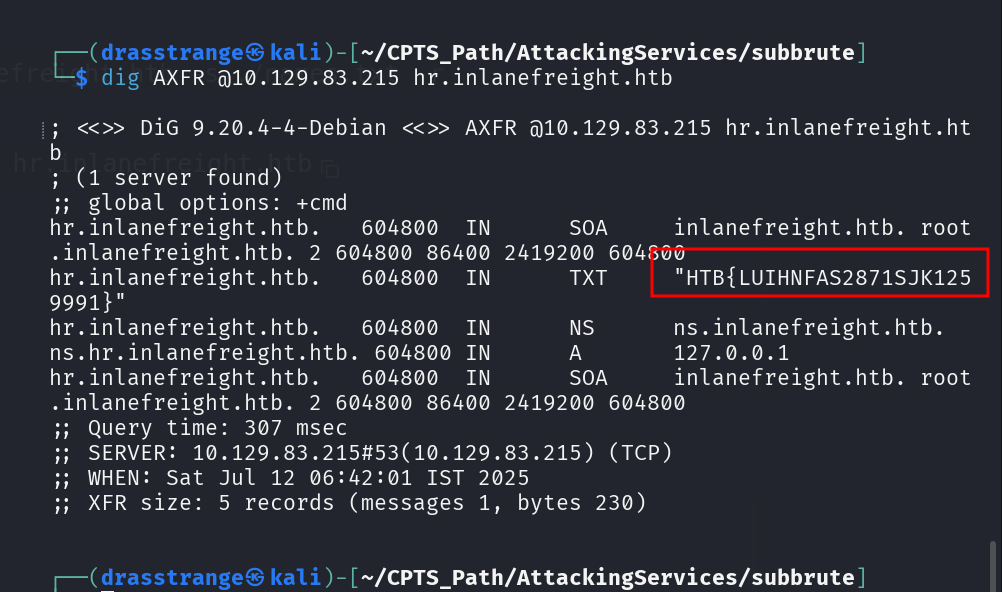 ┌──(drasstrange㉿kali)-[~/CPTS_Path/AttackingServices/subbrute]
└─$ dig AXFR @10.129.83.215 hr.inlanefreight.htb
; <<>> DiG 9.20.4-4-Debian <<>> AXFR @10.129.83.215 hr.inlanefreight.ht
b
; (1 server found)
;; global options: +cmd
hr.inlanefreight.htb. 604800 IN SOA inlanefreight.htb. root
.inlanefreight.htb. 2 604800 86400 2419200 604800
hr.inlanefreight.htb. 604800 IN TXT "HTB{LUIHNFAS2871SJK125
9991}"
hr.inlanefreight.htb. 604800 IN NS ns.inlanefreight.htb.
ns.hr.inlanefreight.htb. 604800 IN A 127.0.0.1
hr.inlanefreight.htb. 604800 IN SOA inlanefreight.htb. root
.inlanefreight.htb. 2 604800 86400 2419200 604800
;; Query time: 307 msec
;; SERVER: 10.129.83.215#53(10.129.83.215) (TCP)
;; WHEN: Sat Jul 12 06:42:01 IST 2025
;; XFR size: 5 records (messages 1, bytes 230)
┌──(drasstrange㉿kali)-[~/CPTS_Path/AttackingServices/subbrute]